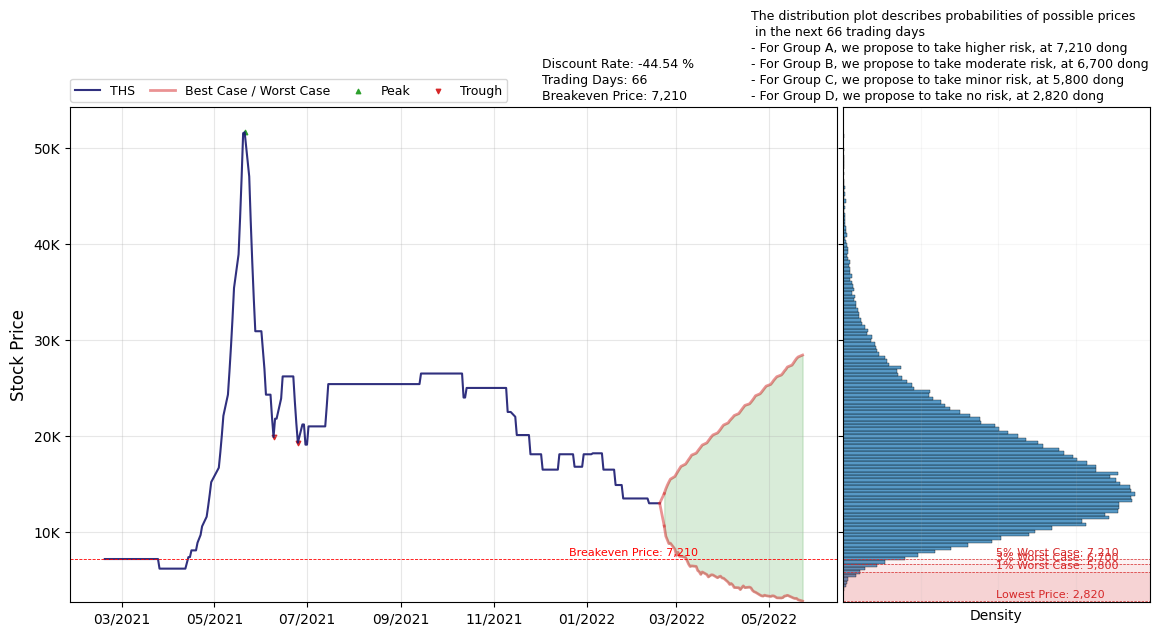 The distribution plot describes probabilities of possible prices
in the next 66 trading days
- For Group A, we propose to take higher risk, at 7,210 dong
- For Group B, we propose to take moderate risk, at 6,700 dong
- For Group C, we propose to take minor risk, at 5,800 dong
- For Group D, we propose to take no risk, at 2,820 dong
Discount Rate: -44.54 %
Trading Days: 66
Breakeven Price: 7,210
THS
Best Case / Worst Case
Peak
Trough
Stock Price
50K
40K
30K
20K
10K
Breakeven Price: 7,210
03/2021
05/2021
07/2021
09/2021
11/2021
01/2022
03/2022
05/2022
5% Worst Case: 7,210
3% Worst Case: 6,700
1% Worst Case: 5,800
Lowest Price: 2,820
Density